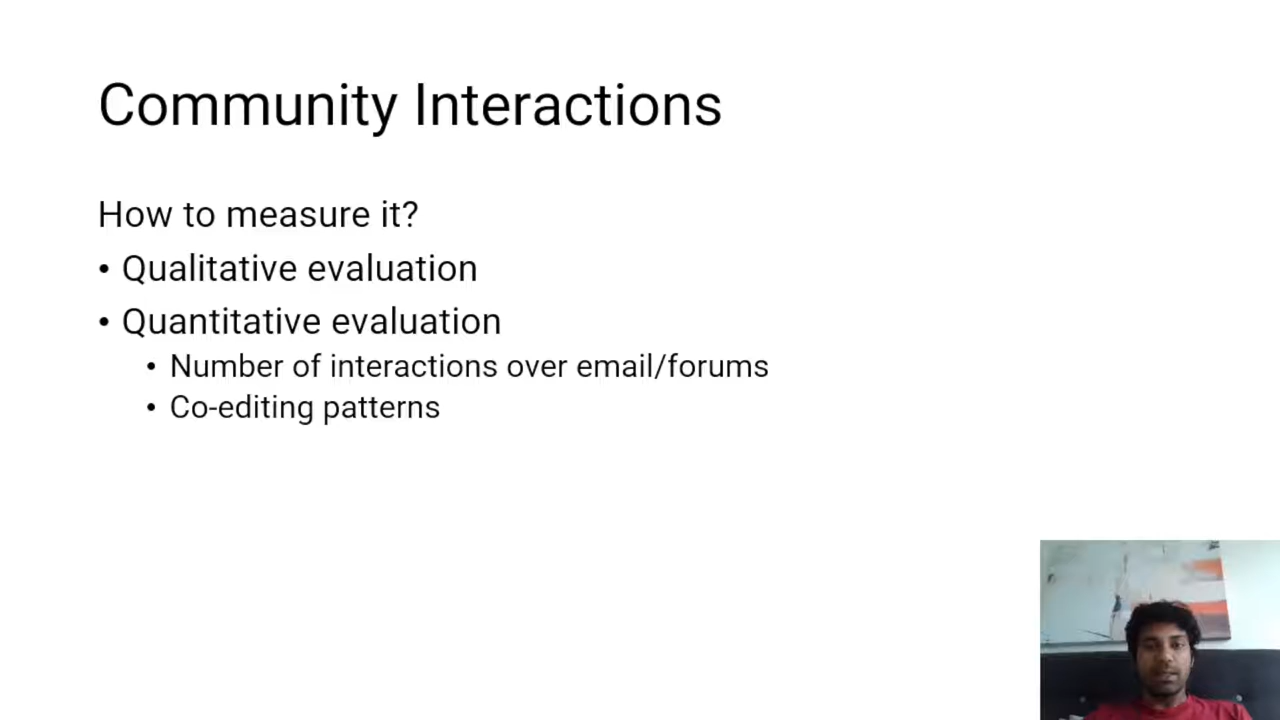 Community Interactions
How to measure it?
• Qualitative evaluation
• Quantitative evaluation
• Number of interactions over email/forums
• Co-editing patterns